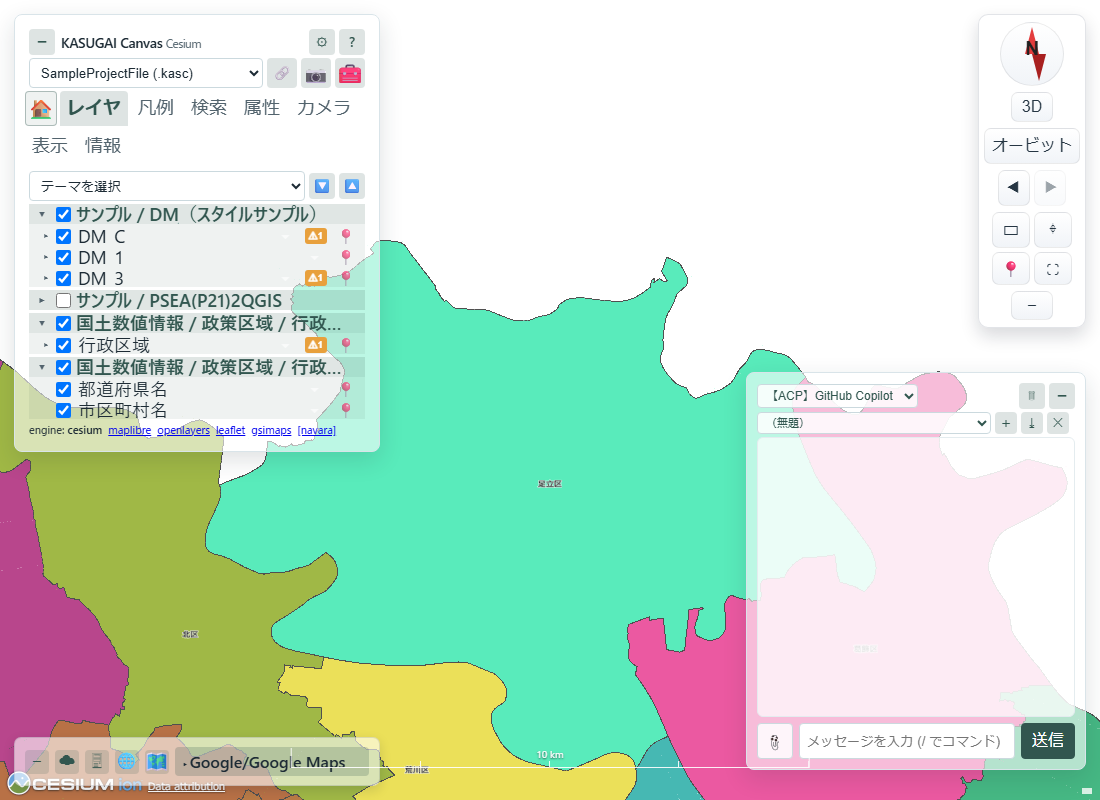 KASUGAI Canvas Cesium
?
SampleProjectFile (.kasc)
レイヤ 凡例 検索 属性 カメラ
表示 情報
テーマを選択
サンプル / DM（スタイルサンプル）
DM C
1
DM 1
DM 3
1
サンプル / PSEA(P21)2QGIS
国土数値情報 / 政策区域 / 行政...
行政区域
1
国土数値情報 / 政策区域 / 行政...
都道府県名
市区町村名
engine: cesium maplibre openlayers leaflet gsimaps [navara]
N
3D
オービット
【ACP】GitHub Copilot
（無題）
メッセージを入力 (/ でコマンド)
送信
足立区
北区
荒川区
10 km
Google/Google Maps
CESIUM ion Data attribution